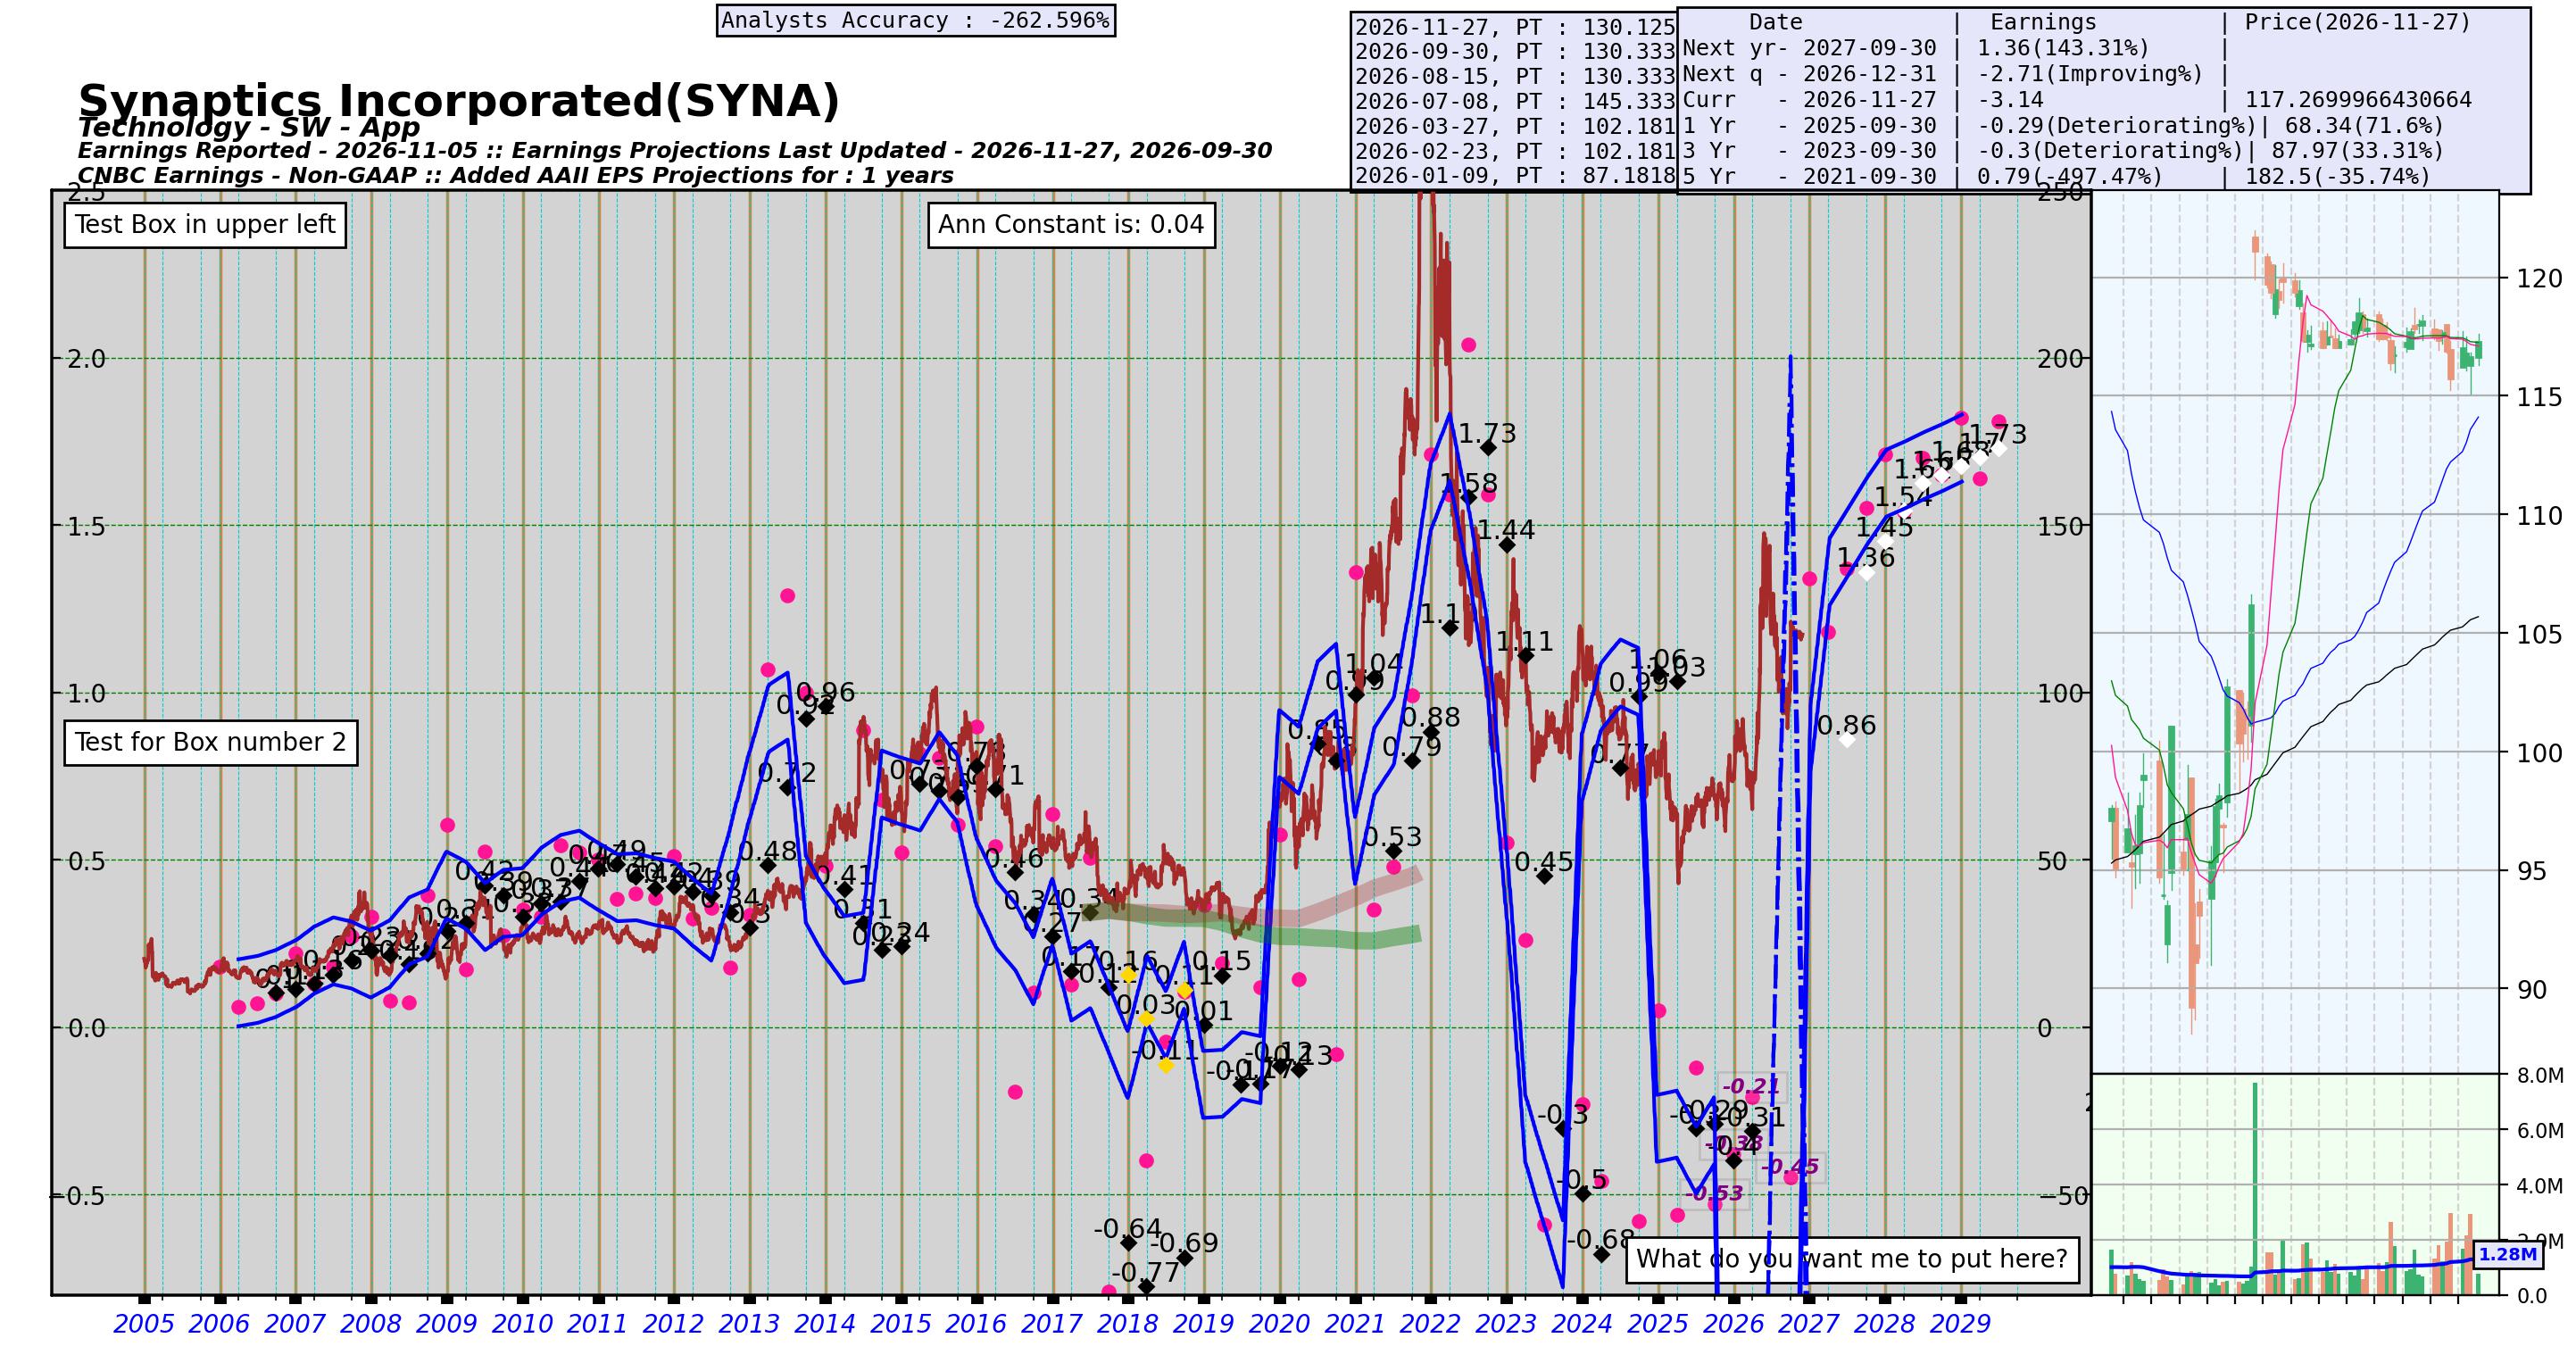 Analysts Accuracy : -262.596%
Synaptics Incorporated(SYNA)
Technology - SW - App
Earnings Reported - 2026-11-05 :: Earnings Projections Last Updated - 2026-11-27, 2026-09-30
CNBC Earnings - Non-GAAP :: Added AAII EPS Projections for : 1 years
2026-11-27, PT : 130.125
2026-09-30, PT : 130.333
2026-08-15, PT : 130.333
2026-07-08, PT : 145.333
2026-03-27, PT : 102.181
2026-02-23, PT : 102.181
2026-01-09, PT : 87.1818
Date | Earnings | Price(2026-11-27)
Next yr- 2027-09-30 | 1.36(143.31%) |
Next q - 2026-12-31 | -2.71(Improving%) |
Curr - 2026-11-27 | -3.14 | 117.2699966430664
1 Yr - 2025-09-30 | -0.29(Deteriorating%)| 68.34(71.6%)
3 Yr - 2023-09-30 | -0.3(Deteriorating%)| 87.97(33.31%)
5 Yr - 2021-09-30 | 0.79(-497.47%) | 182.5(-35.74%)
Test Box in upper left
Ann Constant is: 0.04
Test for Box number 2
What do you want me to put here?
2.5
2.0
1.5
1.0
0.5
0.0
−0.5
250
200
150
100
50
0
−50
120
115
110
105
100
95
90
8.0M
6.0M
4.0M
1.28M
0.0
1.73
1.58
1.44
1.11
1.04
0.88
0.79
0.53
0.45
0.96
0.72
0.48
0.41
0.31
0.24
0.71
0.46
0.34
0.15
0.03
-0.11
0.01
-0.64
-0.77
-0.69
-0.3
-0.5
-0.68
0.77
0.99
1.06
-0.29
-0.31
-0.21
-0.45
-0.53
0.86
1.36
1.45
1.54
1.73
2005 2006 2007 2008 2009 2010 2011 2012 2013 2014 2015 2016 2017 2018 2019 2020 2021 2022 2023 2024 2025 2026 2027 2028 2029